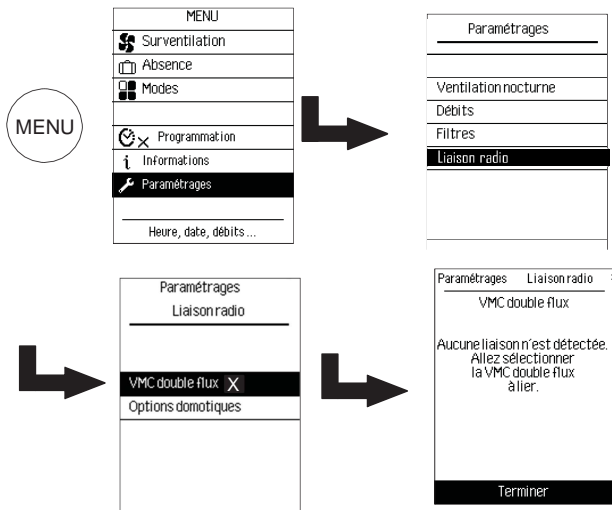 MENU
MENU
Surventilation
Absence
Modes
Programmation
i Informations
Paramétrages
Heure, date, débits ...
Paramétrages
Ventilation nocturne
Débits
Filtres
Liaison radio
Paramétrages
Liaison radio
VMC double flux X
Options domotiques
Paramétrages Liaison radio
VMC double flux
Aucune liaison n'est détectée.
Allez sélectionner
la VMC double flux
à lier.
Terminer